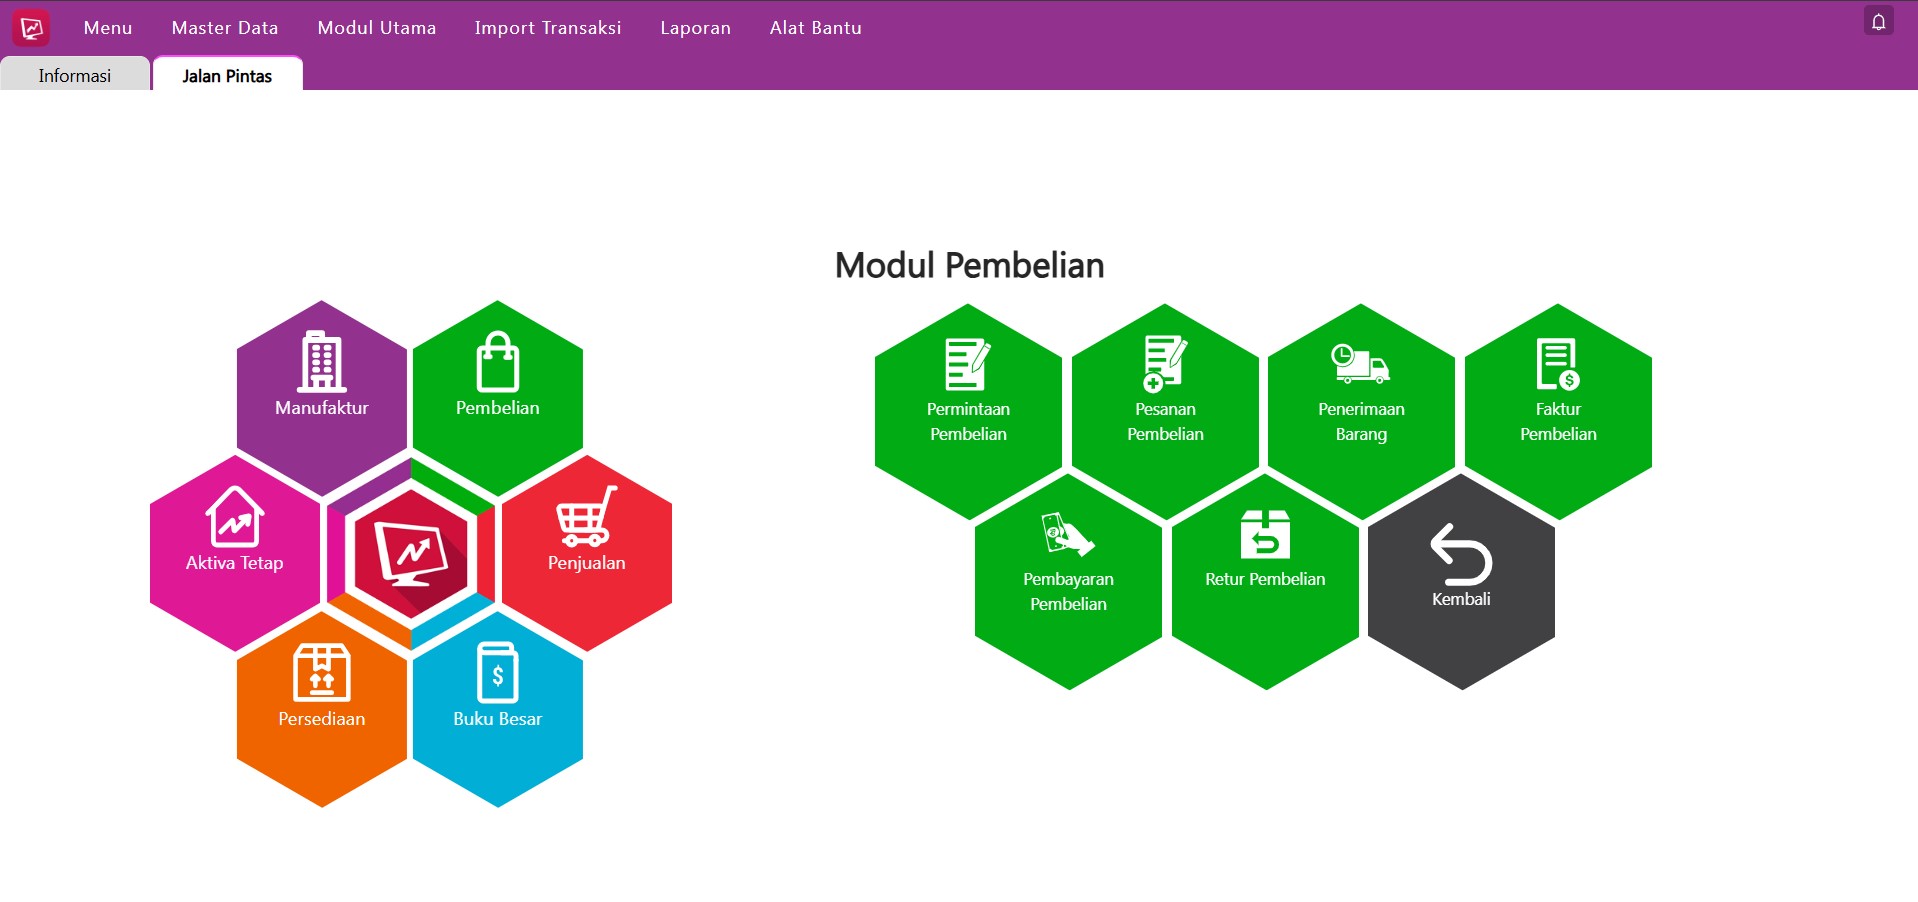 Menu
Master Data
Modul Utama
Import Transaksi
Laporan
Alat Bantu
Informasi
Jalan Pintas
Manufaktur
Pembelian
Aktiva Tetap
Penjualan
Persediaan
$
Buku Besar
Modul Pembelian
Permintaan
Pembelian
Pesanan
Pembelian
Penerimaan
Barang
$
Faktur
Pembelian
Pembayaran
Pembelian
Retur Pembelian
Kembali